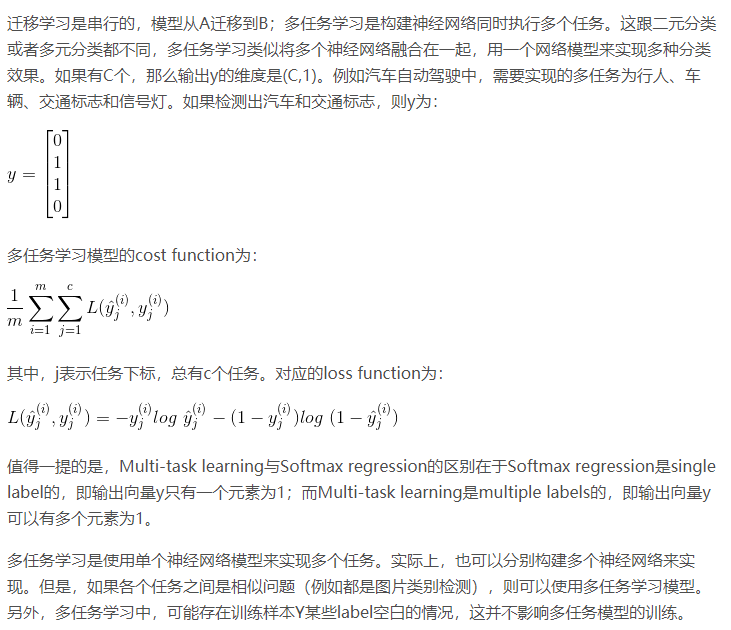 迁移学习是串行的，模型从A迁移到B；多任务学习是构建神经网络同时执行多个任务。这跟二元分类
或者多元分类都不同，多任务学习类似将多个神经网络融合在一起，用一个网络模型来实现多种分类
效果。如果有C个，那么输出y的维度是(C,1)。例如汽车自动驾驶中，需要实现的多任务为行人、车
辆、交通标志和信号灯。如果检测出汽车和交通标志，则y为：
y = [0 1 1 0]
多任务学习模型的cost function为：
\frac{1}{m} \sum_{i=1}^{m} \sum_{j=1}^{c} L(\hat{y}_j^{(i)}, y_j^{(i)})
其中，j表示任务下标，总有c个任务。对应的loss function为：
L(\hat{y}_j^{(i)}, y_j^{(i)}) = -y_j^{(i)} log \hat{y}_j^{(i)} - (1 - y_j^{(i)}) log (1 - \hat{y}_j^{(i)})
值得一提的是，Multi-task learning与Softmax regression的区别在于Softmax regression是single
label的，即输出向量y只有一个元素为1；而Multi-task learning是multiple labels的，即输出向量y
可以有多个元素为1。
多任务学习是使用单个神经网络模型来实现多个任务。实际上，也可以分别构建多个神经网络来实
现。但是，如果各个任务之间是相似问题（例如都是图片类别检测），则可以使用多任务学习模型。
另外，多任务学习中，可能存在训练样本Y某些label空白的情况，这并不影响多任务模型的训练。